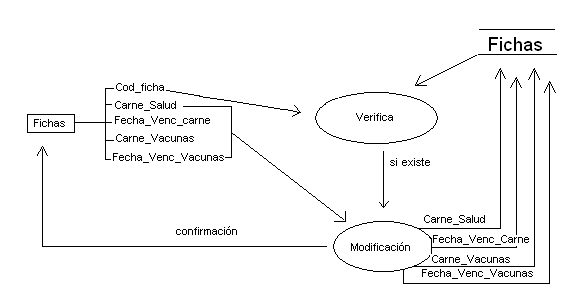 Fichas
Cod_ficha
Carne_Salud
Fecha_Venc_carne
Carne_Vacunas
Fecha_Venc_Vacunas
Fichas
Verifica
si existe
Modificación
confirmación
Carne_Salud
Fecha_Venc_Carne
Carne_Vacunas
Fecha_Venc_Vacunas